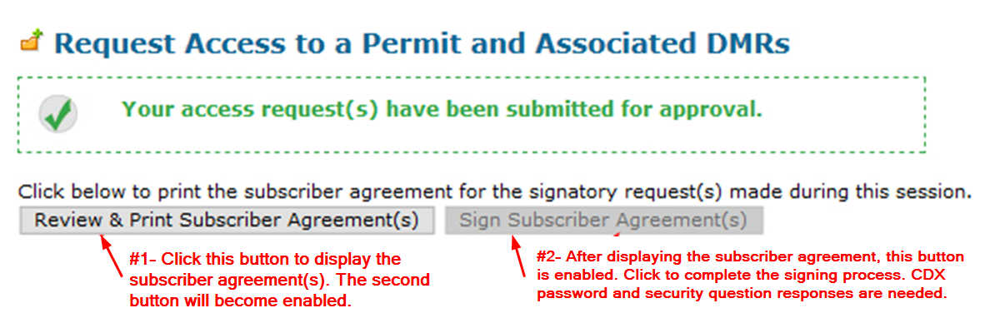 Request Access to a Permit and Associated DMRs
Your access request(s) have been submitted for approval.
Click below to print the subscriber agreement for the signatory request(s) made during this session.
Review & Print Subscriber Agreement(s)
Sign Subscriber Agreement(s)
#1- Click this button to display the
subscriber agreement(s). The second
button will become enabled.
#2- After displaying the subscriber agreement, this button
is enabled. Click to complete the signing process. CDX
password and security question responses are needed.